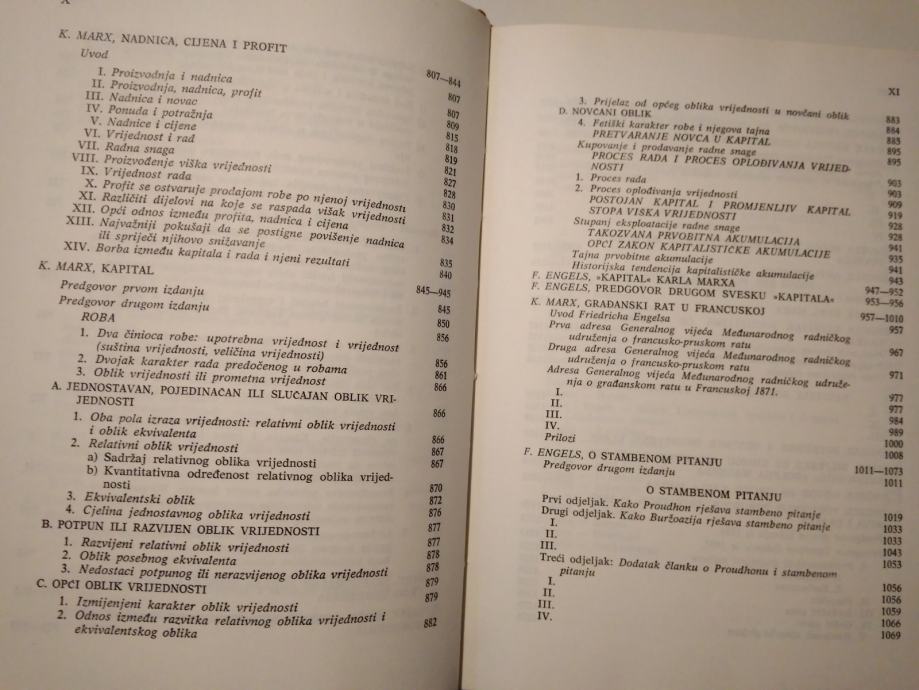 X
K. MARX, NADNICA, CIJENA I PROFIT
Uvod 807—844
I. Proizvodnja i nadnica 807
II. Proizvodnja, nadnica, profit 807
III. Nadnica i novac 809
IV. Ponuda i potražnja 815
V. Nadnice i cijene 818
VI. Vrijednost i rad 819
VII. Radna snaga 821
VIII. Proizvođenje viška vrijednosti 827
IX. Vrijednost rada 828
X. Profit se ostvaruje prodajom robe po njenoj vrijednosti 830
XI. Različiti dijelovi na koje se raspada višak vrijednosti 831
XII. Opći odnos između profita, nadnica i cijena 832
XIII. Najvažniji pokušaji da se postigne povišenje nadnica 834
ili spriječi njihovo snižavanje 835
XIV. Borba između kapitala i rada i njeni rezultati 840
K. MARX, KAPITAL 845—945
Predgovor prvom izdanju 845
Predgovor drugom izdanju 850
ROBA 856
1. Dva činioca robe: upotrebna vrijednost i vrijednost
(suština vrijednosti, veličina vrijednosti) 856
2. Dvojak karakter rada predočenog u robama 861
3. Oblik vrijednosti ili prometna vrijednost 866
A. JEDNOSTAVAN, POJEDINAČAN ILI SLUČAJAN OBLIK VRI-
JEDNOSTI 866
1. Oba pola izraza vrijednosti: relativni oblik vrijednosti
i oblik ekvivalenta 866
2. Relativni oblik vrijednosti 867
a) Sadržaj relativnog oblika vrijednosti 867
b) Kvantitativna određenost relativnog oblika vrijed-
nosti 870
3. Ekvivalentski oblik 872
4. Cjelina jednostavnog oblika vrijednosti 876
B. POTPUN ILI RAZVIJEN OBLIK VRIJEDNOSTI 877
1. Razvijeni relativni oblik vrijednosti 877
2. Oblik posebnog ekvivalenta 878
3. Nedostaci potpunog ili nerazvijenog oblika vrijednosti 878
C. OPĆI OBLIK VRIJEDNOSTI 879
1. Izmijenjeni karakter oblik vrijednosti 879
2. Odnos između razvitka relativnog oblika vrijednosti i
ekvivalentskog oblika 882
XI
3. Prijelaz od općeg oblika vrijednosti u novčani oblik 883
D. NOVČANI OBLIK 884
4. Fetiški karakter robe i njegova tajna 885
PRETVARANJE NOVCA U KAPITAL 895
Kupovanje i prodavanje radne snage 895
PROCES RADA I PROCES OPLOĐIVANJA VRIJED-
NOSTI 903
1. Proces rada 903
2. Proces oplođivanja vrijednosti 909
POSTOJAN KAPITAL I PROMJENLJIV KAPITAL 919
STOPA VIŠKA VRIJEDNOSTI 928
Stupanj eksploatacije radne snage 928
TAKOZVANA PRVOBITNA AKUMULACIJA 941
OPĆI ZAKON KAPITALISTIČKE AKUMULACIJE 935
Tajna prvobitne akumulacije 941
Historijska tendencija kapitalističke akumulacije 943
F. ENGELS, »KAPITAL« KARLA MARXA 947—952
F. ENGELS, PREDGOVOR DRUGOM SVESKU »KAPITALA« 953—956
K. MARX, GRAĐANSKI RAT U FRANCUSKOJ 957—1010
Uvod Friedricha Engelsa 957
Prva adresa Generalnog vijeća Međunarodnog radničkog
udruženja o francusko-pruskom ratu 967
Druga adresa Generalnog vijeća Međunarodnog radničkog
udruženja o francusko-pruskom ratu 971
Adresa Generalnog vijeća Međunarodnog radničkog udruže-
nja o građanskom ratu u Francuskoj 1871. 977
I. 977
II. 984
III. 989
IV. 1000
Prilozi 1008
F. ENGELS, O STAMBENOM PITANJU 1011—1073
Predgovor drugom izdanju 1011
O STAMBENOM PITANJU
Prvi odjeljak. Kako Proudhon rješava stambeno pitanje 1019
Drugi odjeljak. Kako Buržoazija rješava stambeno pitanje 1033
I. 1033
II. 1043
III. 1053
Treći odjeljak: Dodatak članku o Proudhonu i stambenom
pitanju 1056
I. 1056
II. 1059
III. 1066
IV. 1069